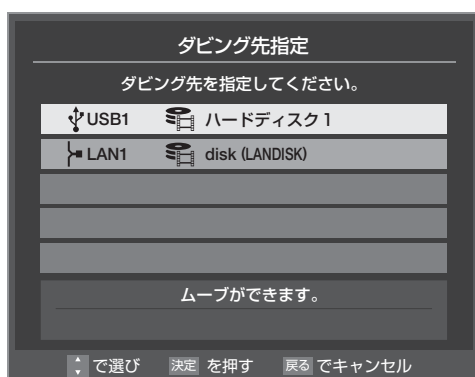 ダビング先指定
ダビング先を指定してください。
USB1 ハードディスク1
LAN1 disk (LANDISK)
ムーブができます。
で選び 決定 を押す 戻る でキャンセル